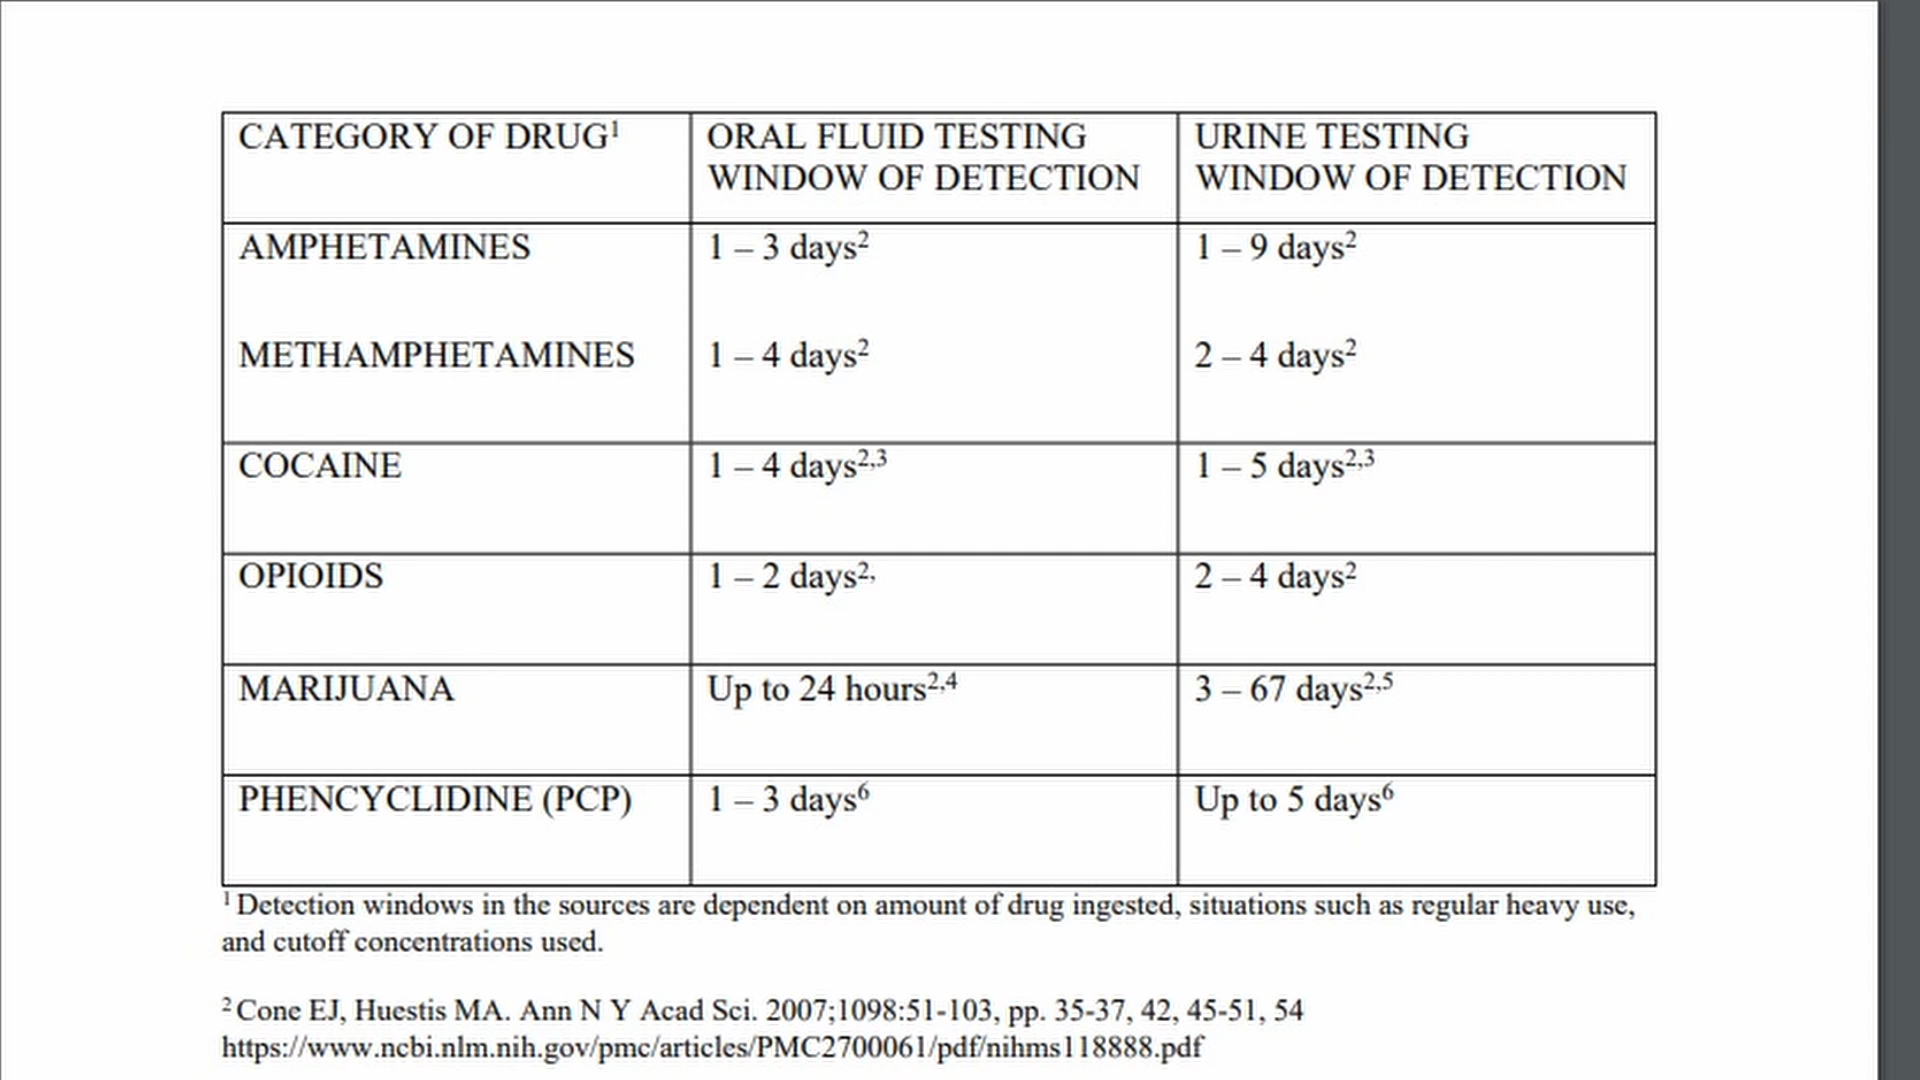 CATEGORY OF DRUG¹ ORAL FLUID TESTING WINDOW OF DETECTION URINE TESTING WINDOW OF DETECTION
AMPHETAMINES 1 – 3 days² 1 – 9 days²
METHAMPHETAMINES 1 – 4 days² 2 – 4 days²
COCAINE 1 – 4 days²,³ 1 – 5 days²,³
OPIOIDS 1 – 2 days², 2 – 4 days²
MARIJUANA Up to 24 hours²,⁴ 3 – 67 days²,⁵
PHENCYCLIDINE (PCP) 1 – 3 days⁶ Up to 5 days⁶
¹ Detection windows in the sources are dependent on amount of drug ingested, situations such as regular heavy use,
and cutoff concentrations used.
² Cone EJ, Huestis MA. Ann N Y Acad Sci. 2007;1098:51-103, pp. 35-37, 42, 45-51, 54
https://www.ncbi.nlm.nih.gov/pmc/articles/PMC2700061/pdf/nihms118888.pdf